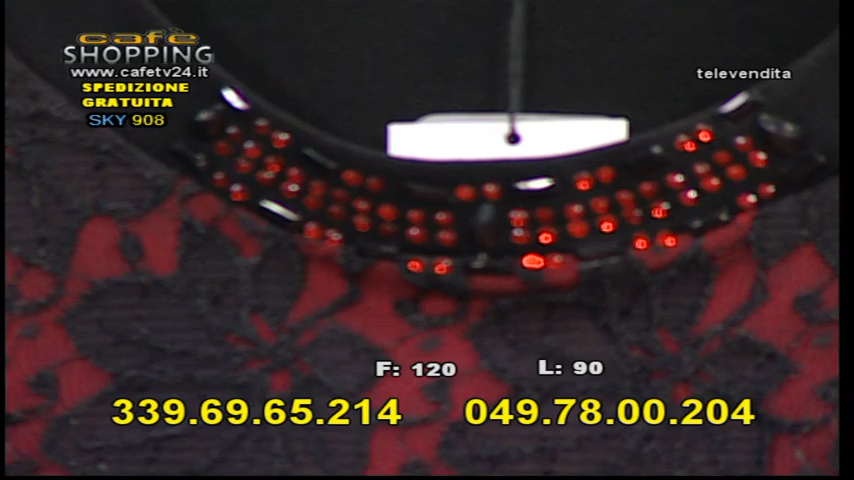 cafè
SHOPPING
www.cafetv24.it
SPEDIZIONE
GRATUITA
SKY 908
televendita
F: 120 L: 90
339.69.65.214 049.78.00.204